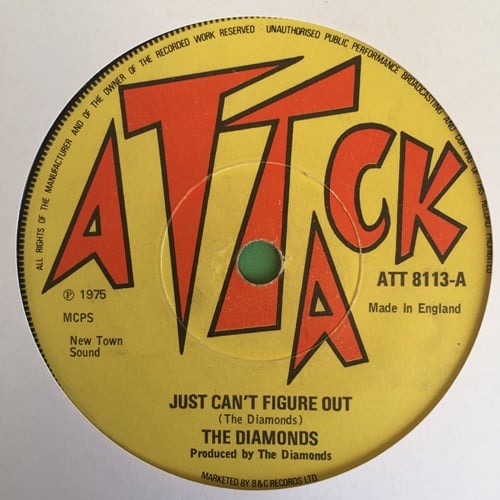 ALL RIGHTS OF THE MANUFACTURER AND OF THE OWNER OF THE RECORDED WORK RESERVED · UNAUTHORISED PUBLIC PERFORMANCE BROADCASTING AND COPYING OF THIS RECORD PROHIBITED
ATTACK
ATT 8113-A
℗ 1975
Made in England
MCPS
New Town
Sound
JUST CAN'T FIGURE OUT
(The Diamonds)
THE DIAMONDS
Produced by The Diamonds
MARKETED BY B&C RECORDS LTD.